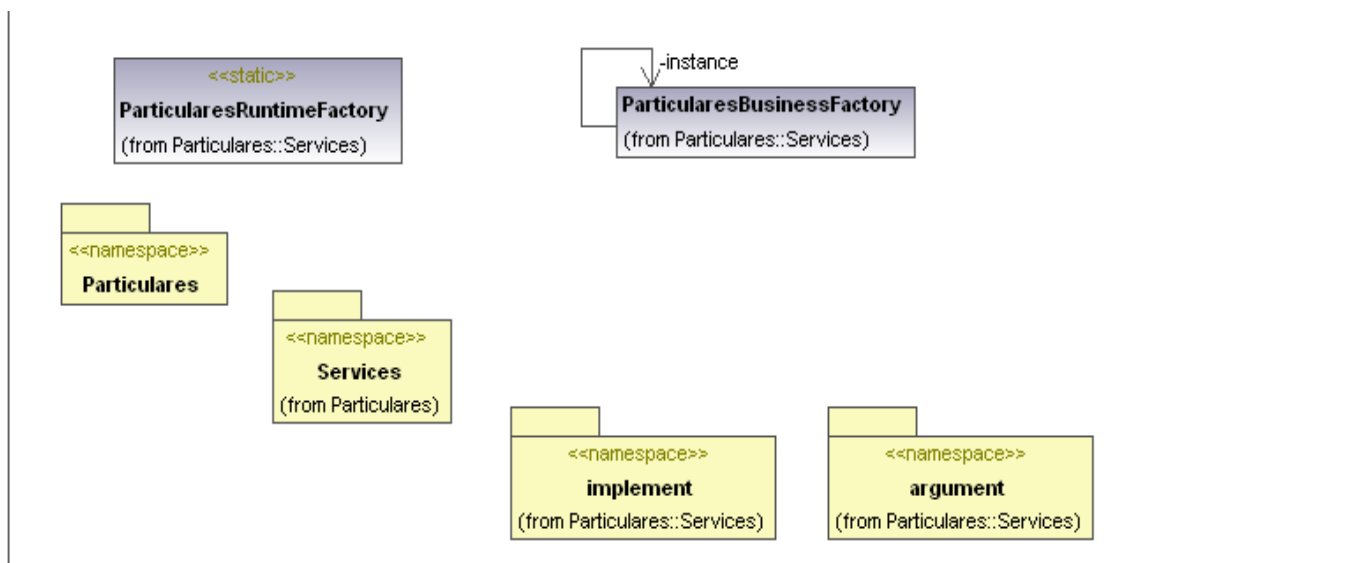 <<static>>
ParticularesRuntimeFactory
(from Particulares::Services)
-instance
ParticularesBusinessFactory
(from Particulares::Services)
<<namespace>>
Particulares
<<namespace>>
Services
(from Particulares)
<<namespace>>
implement
(from Particulares::Services)
<<namespace>>
argument
(from Particulares::Services)